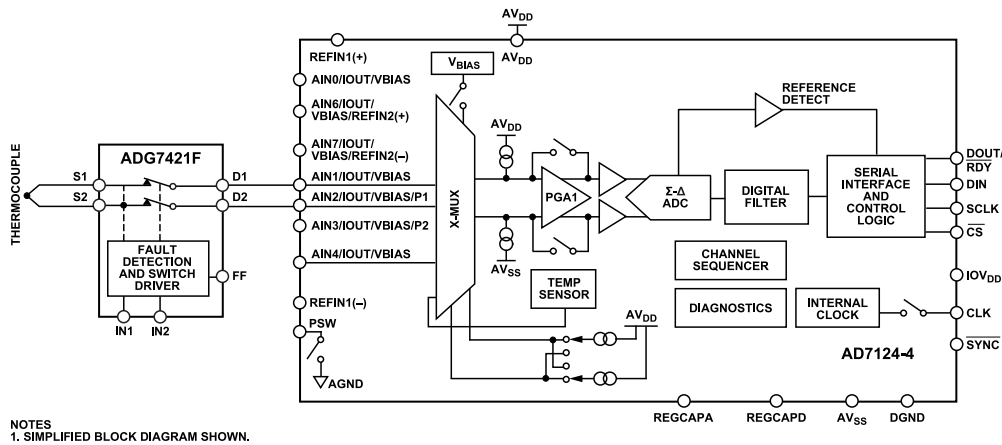 AVDD
REFIN1(+)
AVDD
AIN0/IOUT/VBIAS
VBIAS
AIN6/IOUT/
VBIAS/REFIN2(+)
REFERENCE
DETECT
AVDD
AIN7/IOUT/
VBIAS/REFIN2(–)
THERMOCOUPLE
ADG7421F
S1
D1
AIN1/IOUT/VBIAS
S2
D2
AIN2/IOUT/VBIAS/P1
AIN3/IOUT/VBIAS/P2
AIN4/IOUT/VBIAS
X-MUX
PGA1
Σ-Δ
ADC
DIGITAL
FILTER
SERIAL
INTERFACE
AND
CONTROL
LOGIC
DOUT/
RDY
DIN
SCLK
CS
FAULT
DETECTION
AND SWITCH
DRIVER
FF
IN1
IN2
AVSS
CHANNEL
SEQUENCER
TEMP
SENSOR
DIAGNOSTICS
INTERNAL
CLOCK
IOVDD
CLK
SYNC
REFIN1(–)
PSW
AGND
AVDD
AD7124-4
REGCAPA
REGCAPD
AVSS
DGND
NOTES
1. SIMPLIFIED BLOCK DIAGRAM SHOWN.